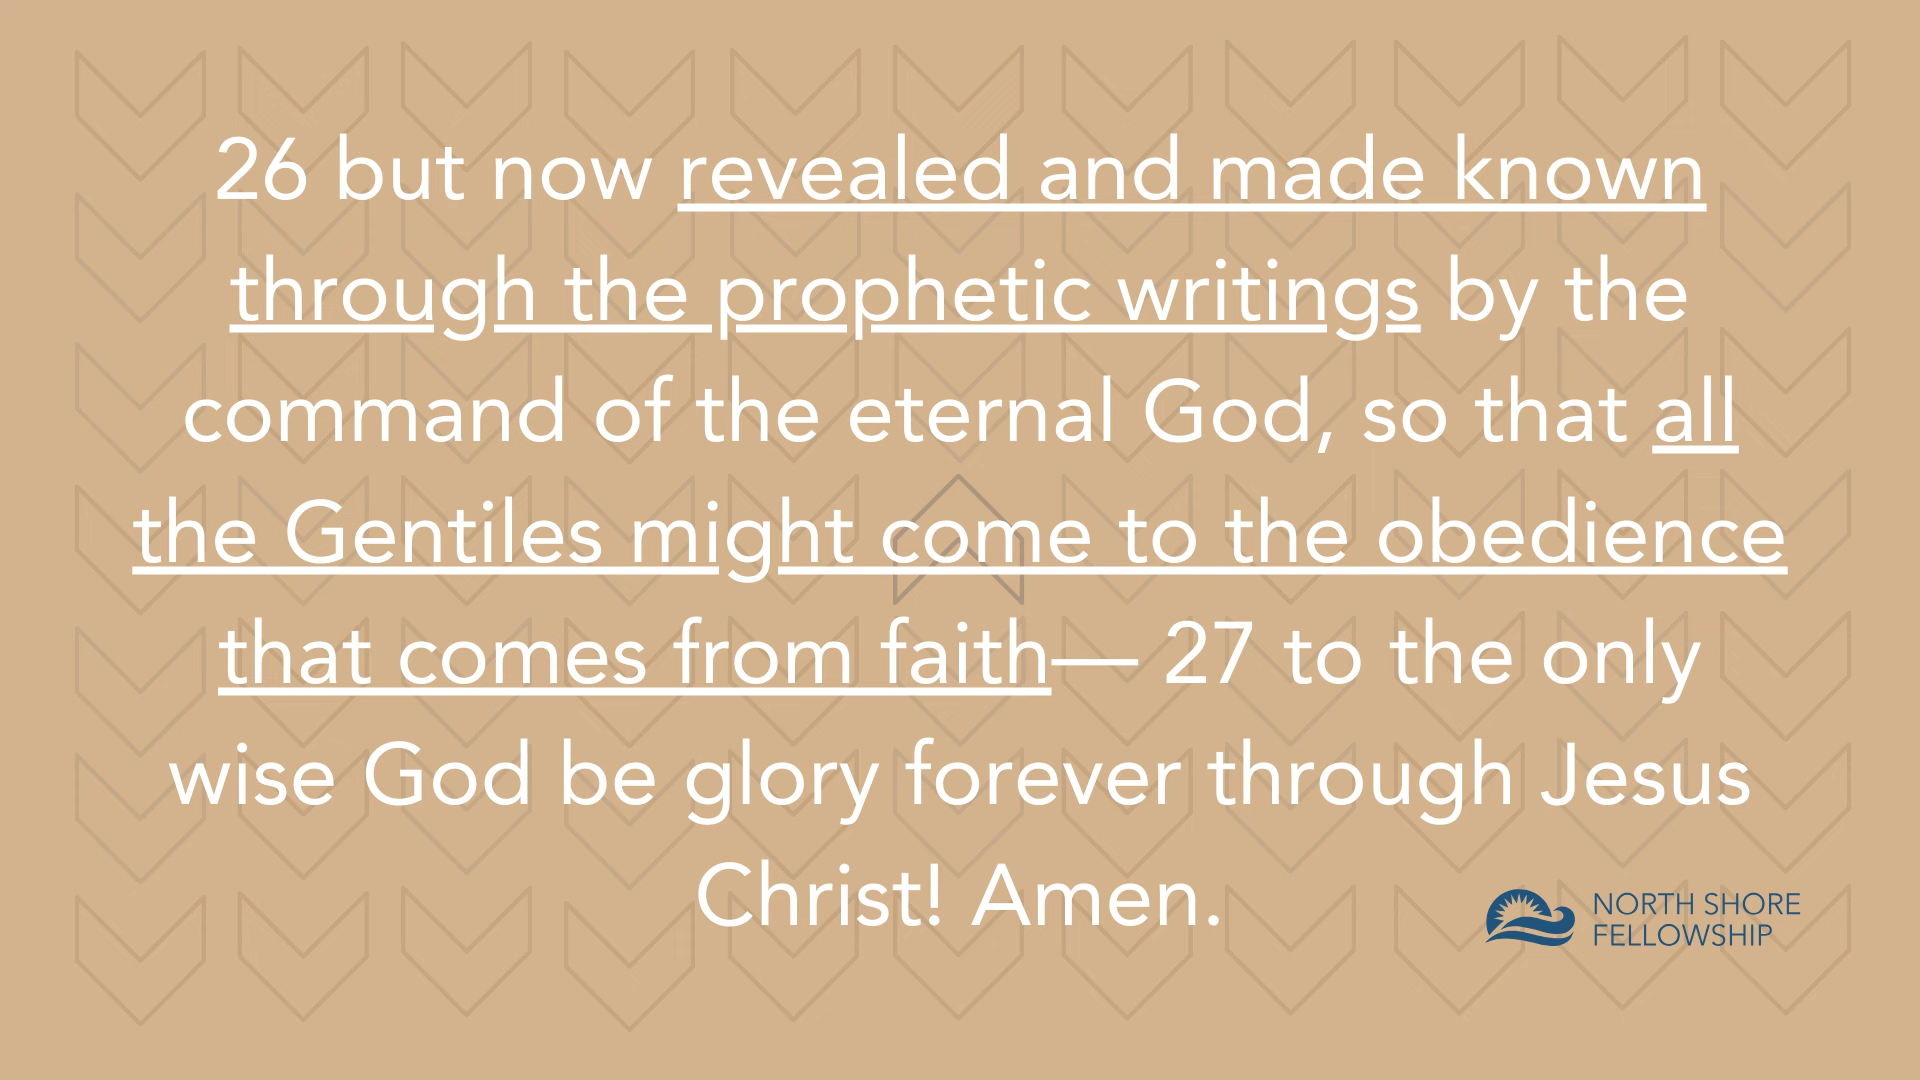 26 but now revealed and made known
through the prophetic writings by the
command of the eternal God, so that all
the Gentiles might come to the obedience
that comes from faith— 27 to the only
wise God be glory forever through Jesus
Christ! Amen.
NORTH SHORE
FELLOWSHIP